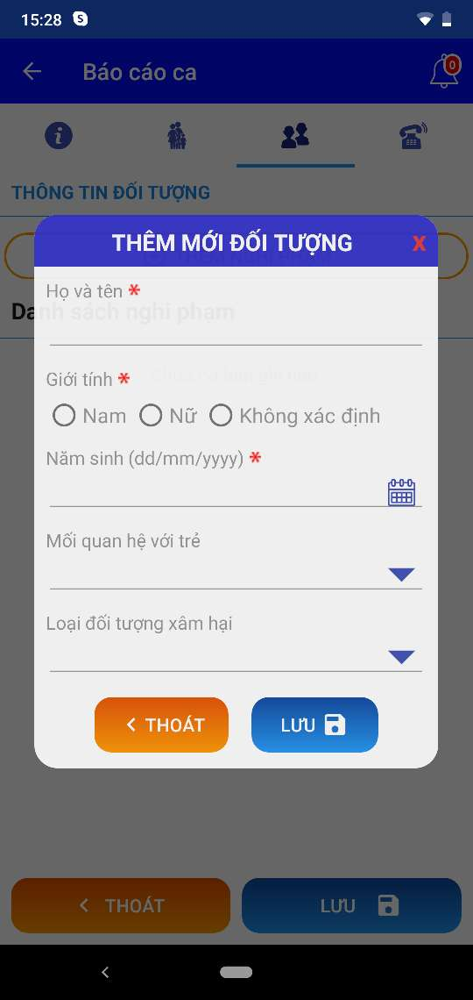 15:28
Báo cáo ca
0
THÔNG TIN ĐỐI TƯỢNG
THÊM MỚI ĐỐI TƯỢNG X
Họ và tên *
Danh sách nghi phạm
Giới tính *
Nam Nữ Không xác định
Năm sinh (dd/mm/yyyy) *
Mối quan hệ với trẻ
Loại đối tượng xâm hại
THOÁT LƯU
THOÁT LƯU